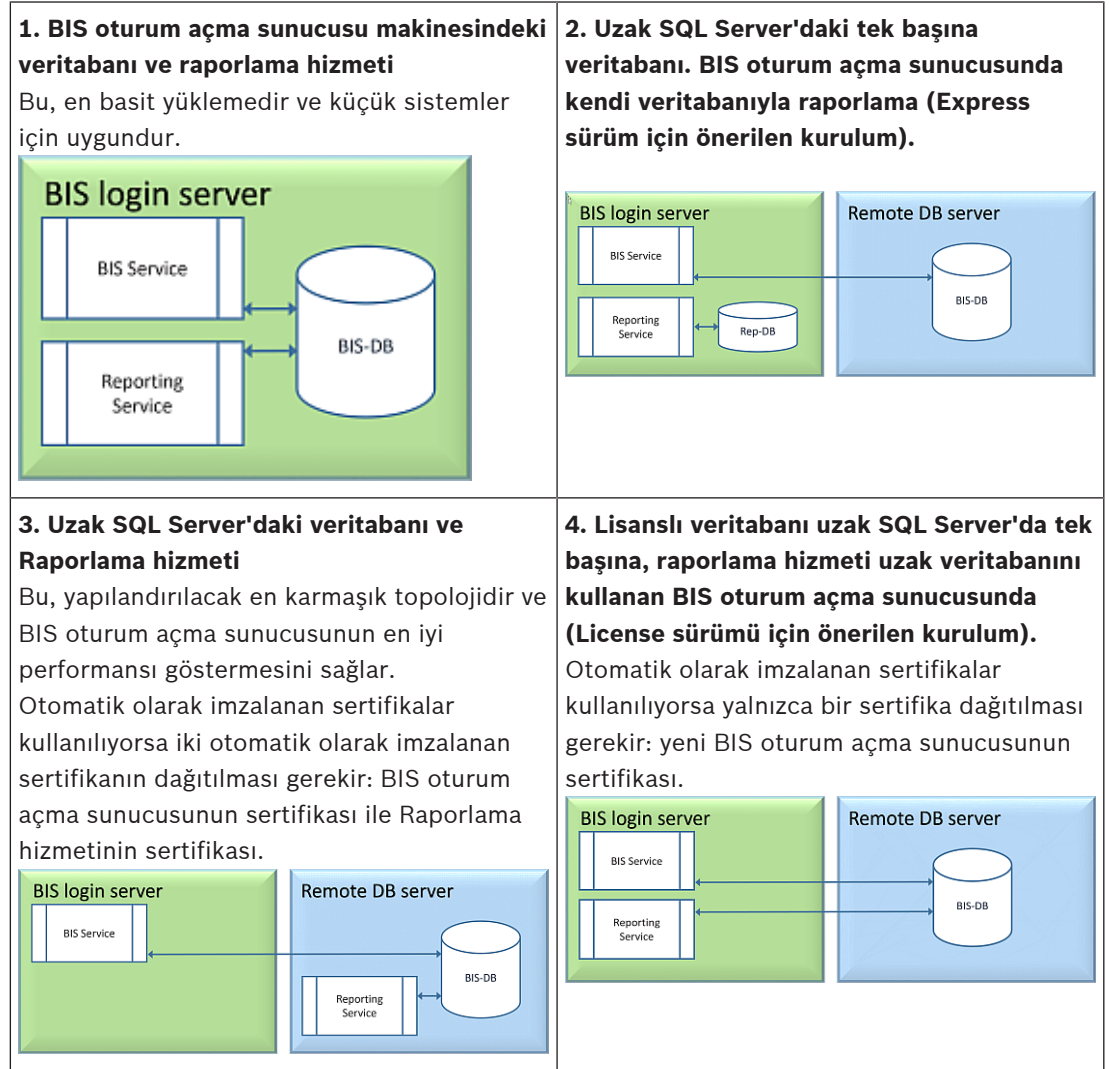 1. BIS oturum açma sunucusu makinesindeki
veritabanı ve raporlama hizmeti
Bu, en basit yüklemedir ve küçük sistemler
için uygundur.
BIS login server
BIS Service
BIS-DB
Reporting
Service
2. Uzak SQL Server'daki tek başına
veritabanı. BIS oturum açma sunucusunda
kendi veritabanıyla raporlama (Express
sürüm için önerilen kurulum).
BIS login server
Remote DB server
BIS Service
BIS-DB
Reporting
Service
Rep-DB
3. Uzak SQL Server'daki veritabanı ve
Raporlama hizmeti
Bu, yapılandırılacak en karmaşık topolojidir ve
BIS oturum açma sunucusunun en iyi
performansı göstermesini sağlar.
Otomatik olarak imzalanan sertifikalar
kullanılıyorsa iki otomatik olarak imzalanan
sertifikanın dağıtılması gerekir: BIS oturum
açma sunucusunun sertifikası ile Raporlama
hizmetinin sertifikası.
BIS login server
Remote DB server
BIS Service
BIS-DB
Reporting
Service
4. Lisanslı veritabanı uzak SQL Server'da tek
başına, raporlama hizmeti uzak veritabanını
kullanan BIS oturum açma sunucusunda
(License sürümü için önerilen kurulum).
Otomatik olarak imzalanan sertifikalar
kullanılıyorsa yalnızca bir sertifika dağıtılması
gerekir: yeni BIS oturum açma sunucusunun
sertifikası.
BIS login server
Remote DB server
BIS Service
BIS-DB
Reporting
Service